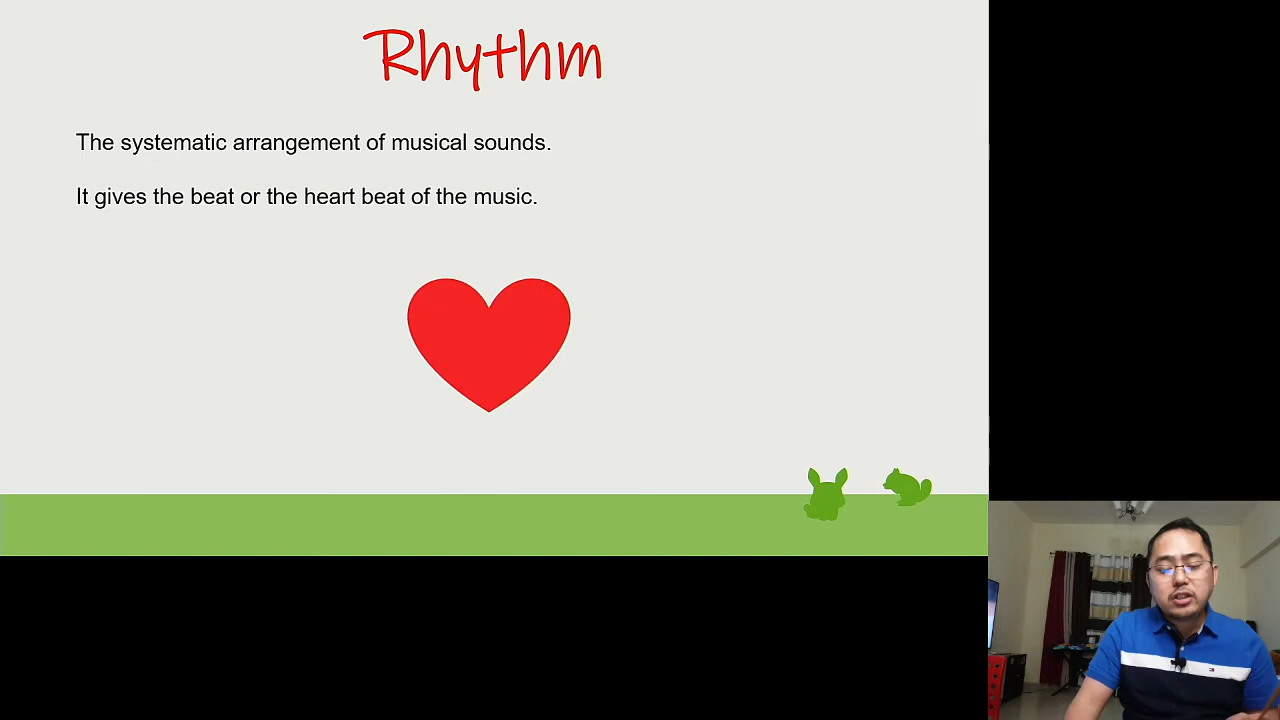 Rhythm
The systematic arrangement of musical sounds.
It gives the beat or the heart beat of the music.